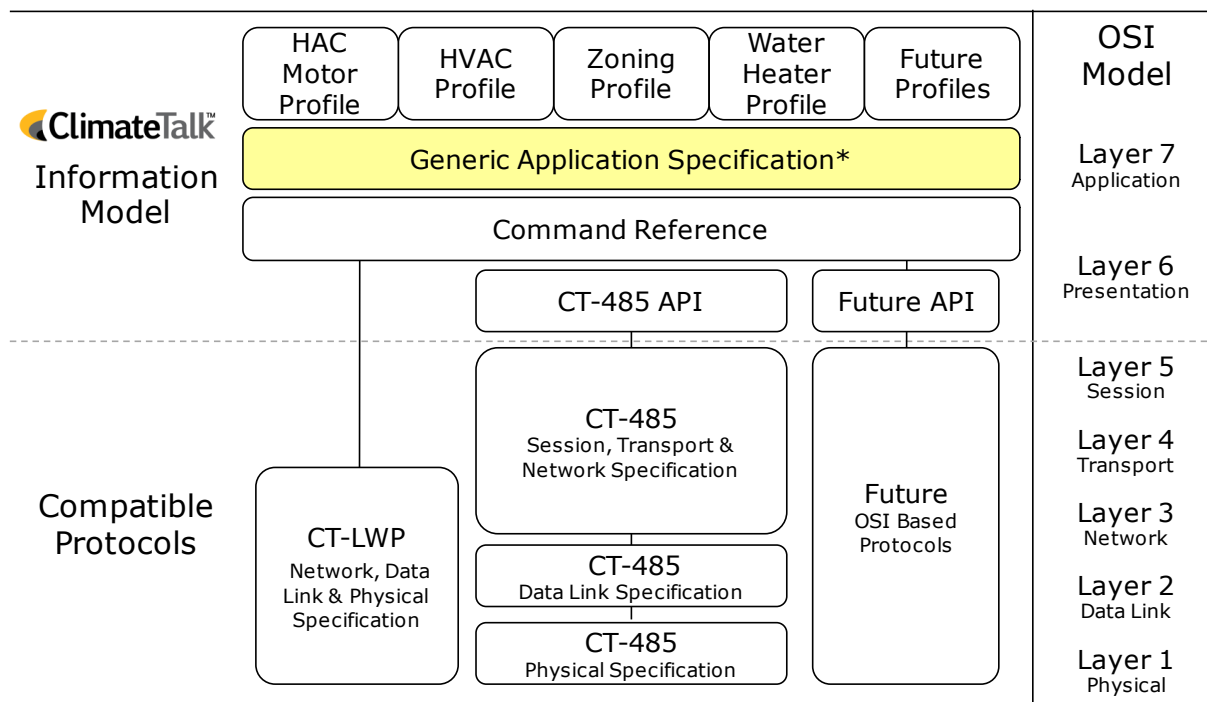 HAC
Motor
Profile
HVAC
Profile
Zoning
Profile
Water
Heater
Profile
Future
Profiles
OSI
Model
ClimateTalk™
Information
Model
Generic Application Specification*
Layer 7
Application
Command Reference
Layer 6
Presentation
CT-485 API
Future API
Compatible
Protocols
CT-LWP
Network, Data
Link & Physical
Specification
CT-485
Session, Transport &
Network Specification
CT-485
Data Link Specification
CT-485
Physical Specification
Future
OSI Based
Protocols
Layer 5
Session
Layer 4
Transport
Layer 3
Network
Layer 2
Data Link
Layer 1
Physical